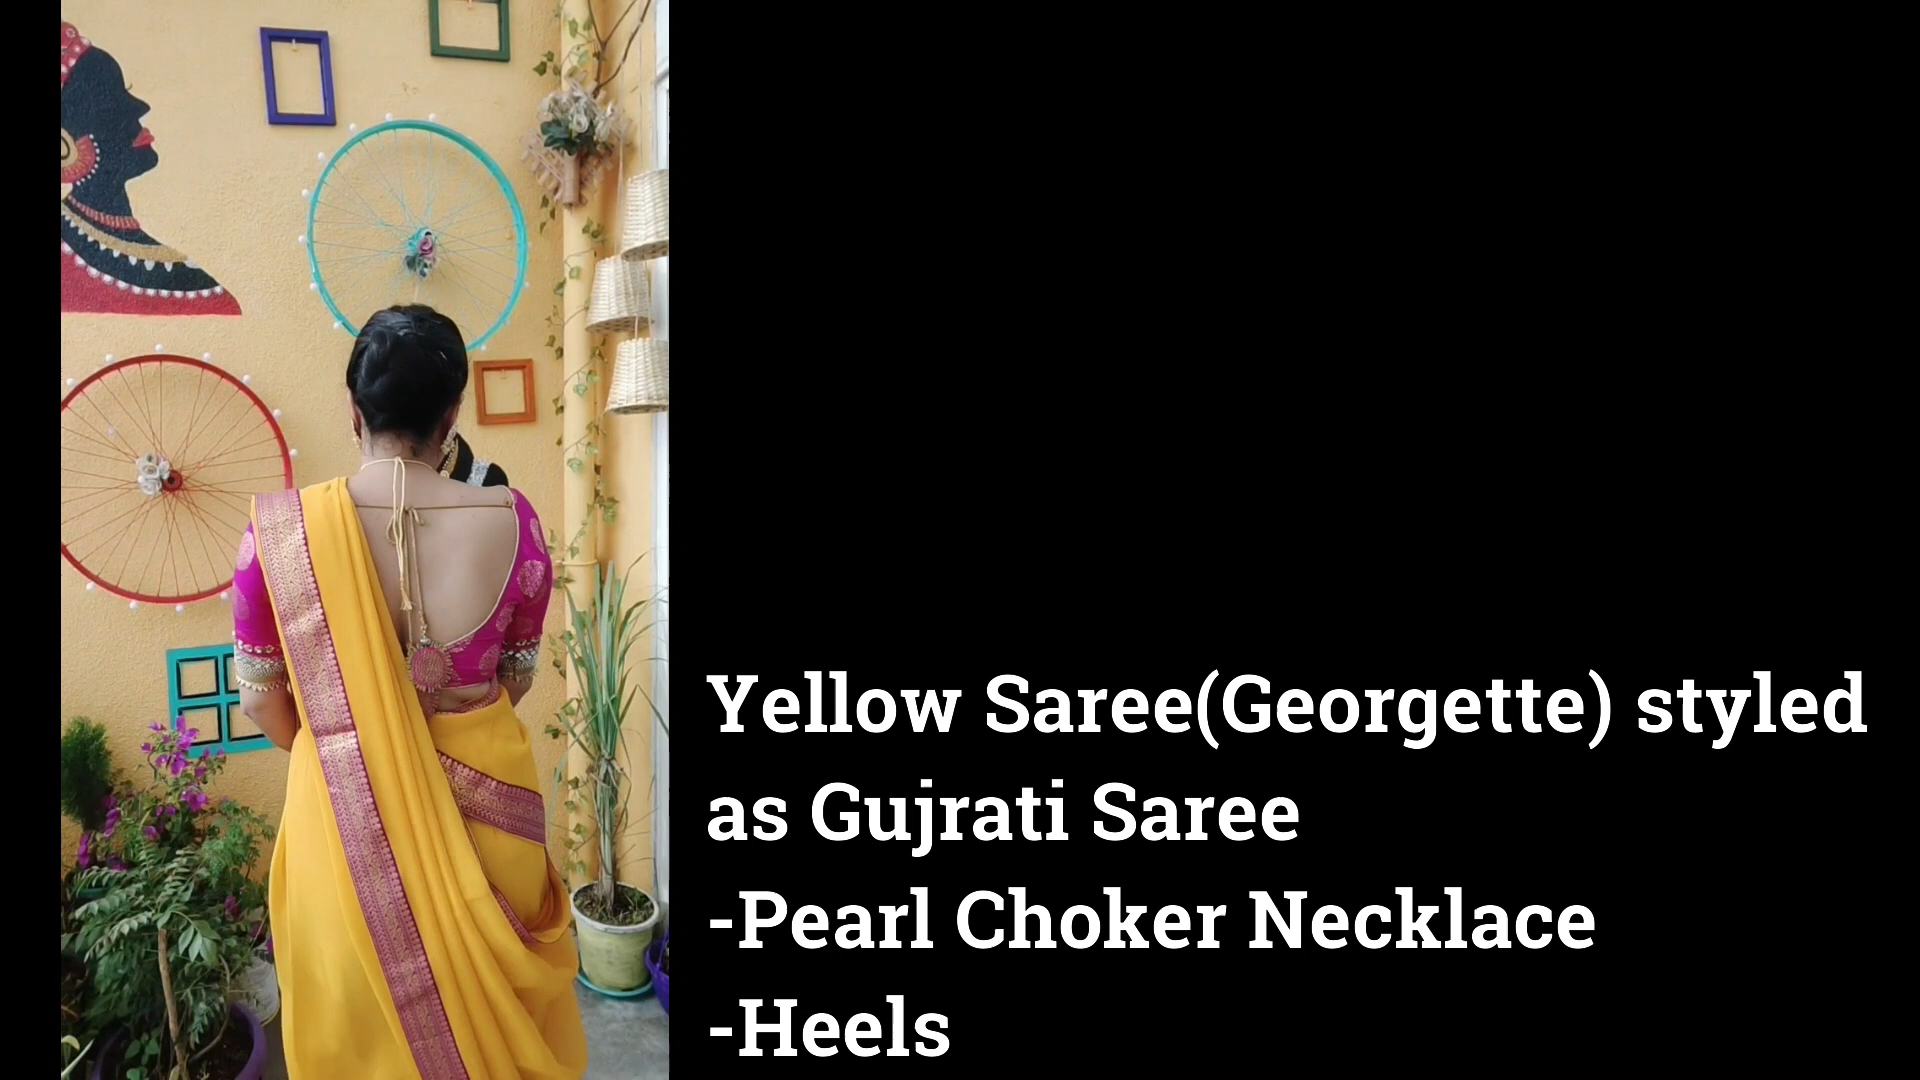 Yellow Saree(Georgette) styled
as Gujrati Saree
-Pearl Choker Necklace
-Heels